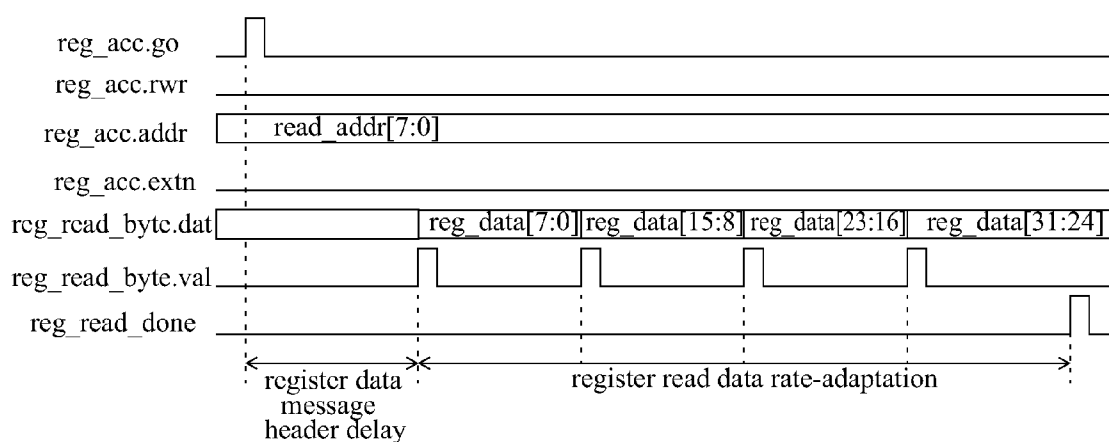 reg_acc.go
reg_acc.rwr
reg_acc.addr
read_addr[7:0]
reg_acc.extn
reg_read_byte.dat
reg_data[7:0]
reg_data[15:8]
reg_data[23:16]
reg_data[31:24]
reg_read_byte.val
reg_read_done
register data
message
header delay
register read data rate-adaptation